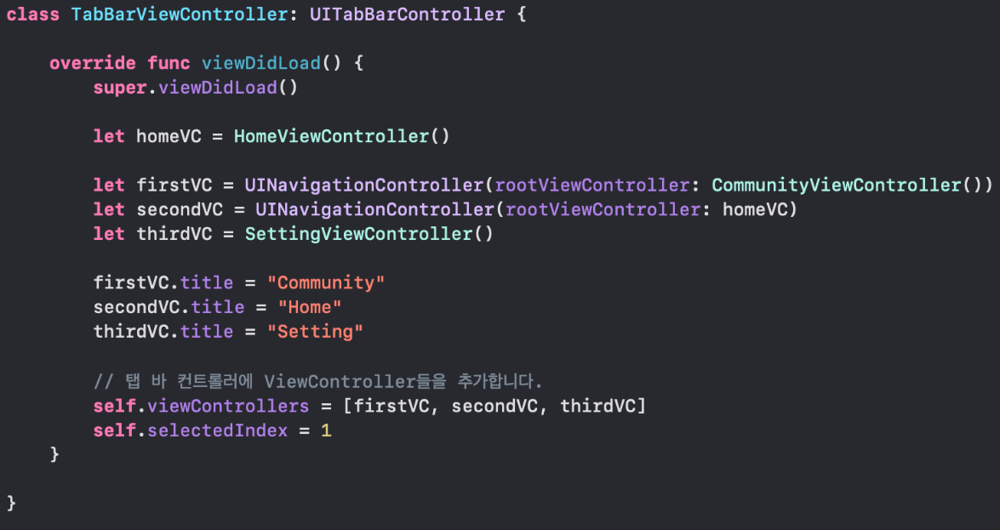 class TabBarViewController: UITabBarController {
override func viewDidLoad() {
super.viewDidLoad()
let homeVC = HomeViewController()
let firstVC = UINavigationController(rootViewController: CommunityViewController())
let secondVC = UINavigationController(rootViewController: homeVC)
let thirdVC = SettingViewController()
firstVC.title = "Community"
secondVC.title = "Home"
thirdVC.title = "Setting"
// 탭 바 컨트롤러에 ViewController들을 추가합니다.
self.viewControllers = [firstVC, secondVC, thirdVC]
self.selectedIndex = 1
}
}